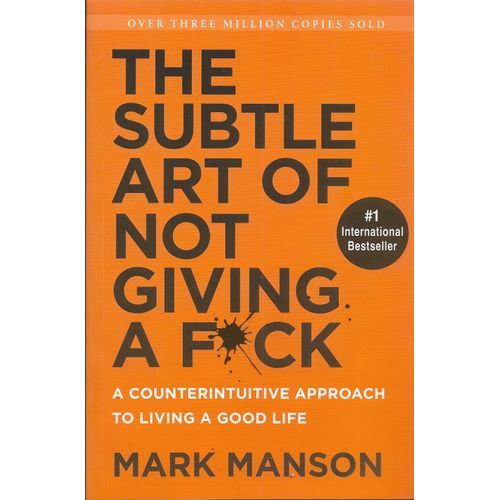 OVER THREE MILLION COPIES SOLD
THE
SUBTLE
ART OF
NOT
GIVING
A F*CK
#1
International
Bestseller
A COUNTERINTUITIVE APPROACH
TO LIVING A GOOD LIFE
MARK MANSON